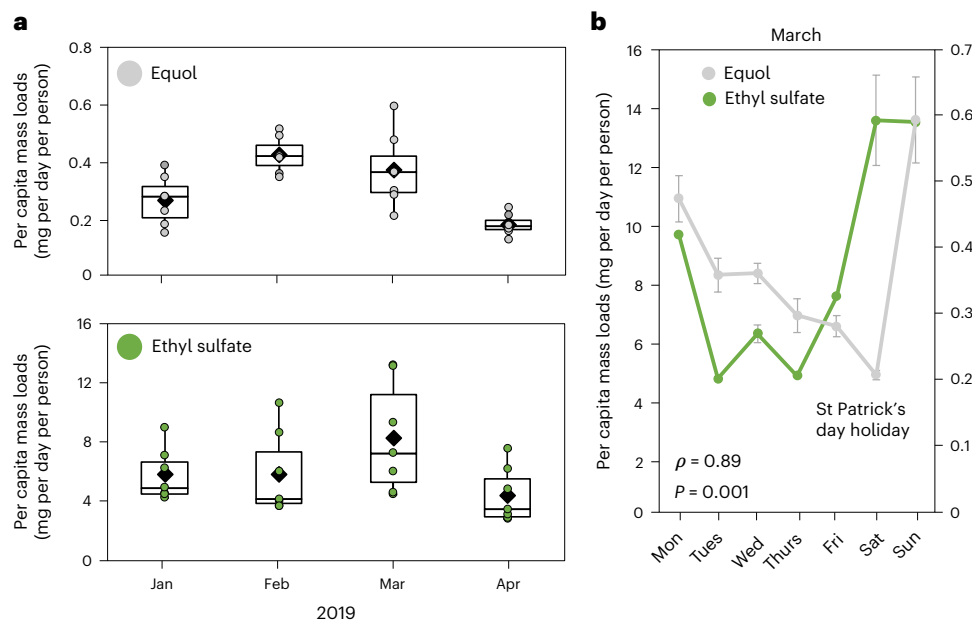 a
Per capita mass loads
(mg per day per person)
0.8
0.6
0.4
0.2
0
Equol
Per capita mass loads
(mg per day per person)
16
12
8
4
0
Ethyl sulfate
Jan
Feb
Mar
Apr
2019
b
March
Per capita mass loads (mg per day per person)
16
14
12
10
8
6
4
2
0
Equol
Ethyl sulfate
St Patrick's
day holiday
ρ = 0.89
P = 0.001
0.7
0.6
0.5
0.4
0.3
0.2
0.1
0
Mon
Tues
Wed
Thurs
Fri
Sat
Sun